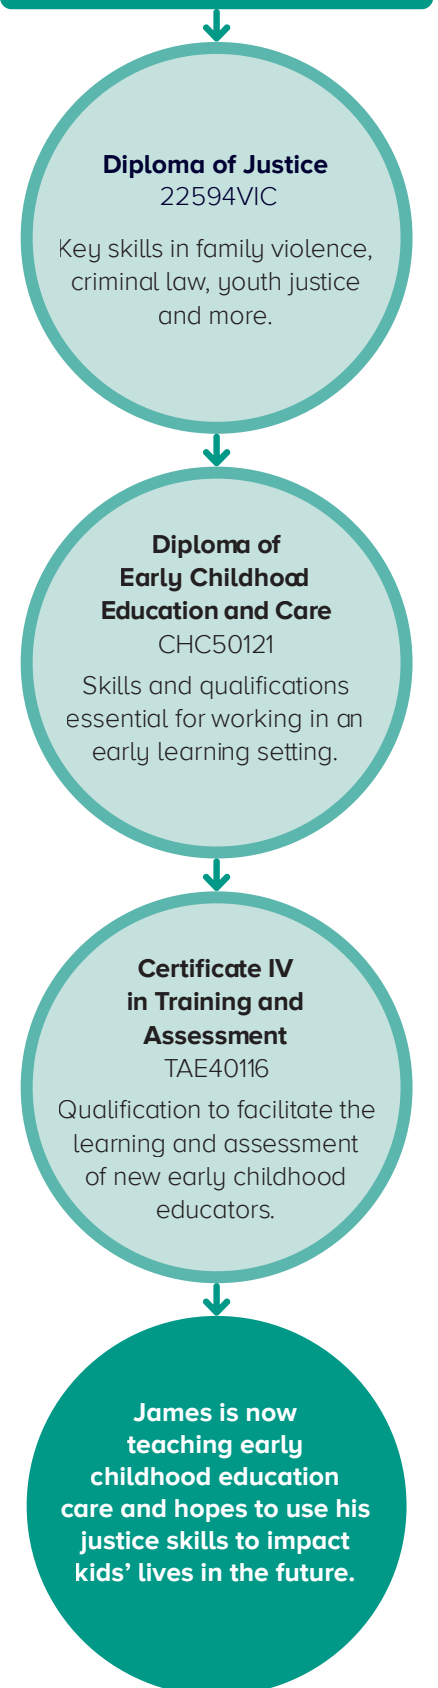 Diploma of Justice
22594VIC
Key skills in family violence,
criminal law, youth justice
and more.
Diploma of
Early Childhood
Education and Care
CHC50121
Skills and qualifications
essential for working in an
early learning setting.
Certificate IV
in Training and
Assessment
TAE40116
Qualification to facilitate the
learning and assessment
of new early childhood
educators.
James is now
teaching early
childhood education
care and hopes to use his
justice skills to impact
kids’ lives in the future.